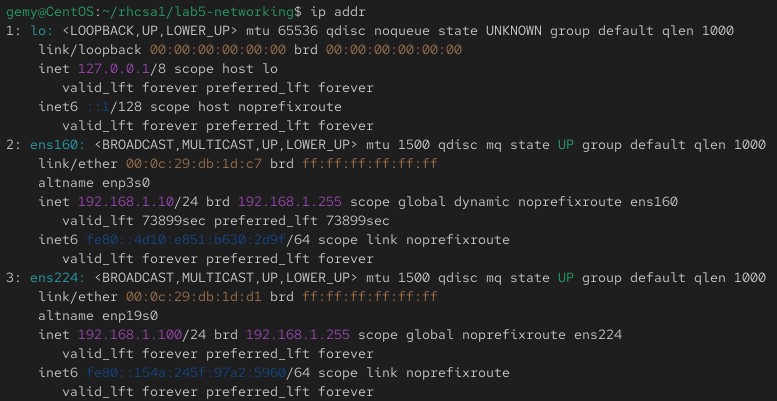 gemy@CentOS:~/rhcsa1/lab5-networking$ ip addr
1: lo: <LOOPBACK,UP,LOWER_UP> mtu 65536 qdisc noqueue state UNKNOWN group default qlen 1000
    link/loopback 00:00:00:00:00:00 brd 00:00:00:00:00:00
    inet 127.0.0.1/8 scope host lo
       valid_lft forever preferred_lft forever
    inet6 ::1/128 scope host noprefixroute
       valid_lft forever preferred_lft forever
2: ens160: <BROADCAST,MULTICAST,UP,LOWER_UP> mtu 1500 qdisc mq state UP group default qlen 1000
    link/ether 00:0c:29:db:1d:c7 brd ff:ff:ff:ff:ff:ff
    altname enp3s0
    inet 192.168.1.10/24 brd 192.168.1.255 scope global dynamic noprefixroute ens160
       valid_lft 73899sec preferred_lft 73899sec
    inet6 fe80::4d10:e851:b630:2d9f/64 scope link noprefixroute
       valid_lft forever preferred_lft forever
3: ens224: <BROADCAST,MULTICAST,UP,LOWER_UP> mtu 1500 qdisc mq state UP group default qlen 1000
    link/ether 00:0c:29:db:1d:d1 brd ff:ff:ff:ff:ff:ff
    altname enp19s0
    inet 192.168.1.100/24 brd 192.168.1.255 scope global noprefixroute ens224
       valid_lft forever preferred_lft forever
    inet6 fe80::154a:245f:97a2:5960/64 scope link noprefixroute
       valid_lft forever preferred_lft forever